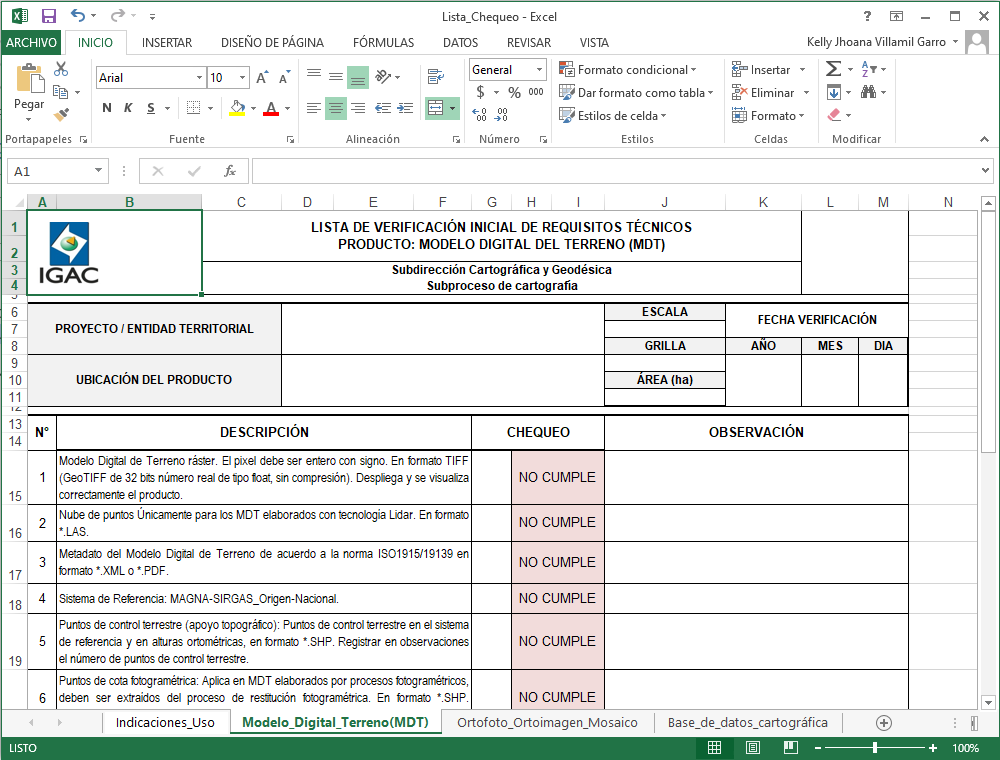 Lista_Chequeo - Excel
ARCHIVO INICIO INSERTAR DISEÑO DE PÁGINA FÓRMULAS DATOS REVISAR VISTA Kelly Jhoana Villamil Garro
Pegar
Arial 10
N K S
General
$ % 000
Formato condicional
Dar formato como tabla
Estilos de celda
Insertar
Eliminar
Formato
Portapapeles Fuente Alineación Número Estilos Celdas Modificar
A1
A B C D E F G H I J K L M N
1
2
3
4
5
6
7
8
9
10
11
12
13
14
15
16
17
18
19
IGAC
LISTA DE VERIFICACIÓN INICIAL DE REQUISITOS TÉCNICOS
PRODUCTO: MODELO DIGITAL DEL TERRENO (MDT)
Subdirección Cartográfica y Geodésica
Subproceso de cartografía
PROYECTO / ENTIDAD TERRITORIAL
ESCALA
FECHA VERIFICACIÓN
GRILLA AÑO MES DIA
UBICACIÓN DEL PRODUCTO
ÁREA (ha)
N° DESCRIPCIÓN CHEQUEO OBSERVACIÓN
1 Modelo Digital de Terreno ráster. El pixel debe ser entero con signo. En formato TIFF
(GeoTIFF de 32 bits número real de tipo float, sin compresión). Despliega y se visualiza
correctamente el producto.
NO CUMPLE
2 Nube de puntos Únicamente para los MDT elaborados con tecnología Lidar. En formato
*.LAS.
NO CUMPLE
3 Metadato del Modelo Digital de Terreno de acuerdo a la norma ISO1915/19139 en
formato *.XML o *.PDF.
NO CUMPLE
4 Sistema de Referencia: MAGNA-SIRGAS_Origen-Nacional.
NO CUMPLE
5 Puntos de control terrestre (apoyo topográfico): Puntos de control terrestre en el sistema
de referencia y en alturas ortométricas, en formato *.SHP. Registrar en observaciones
el número de puntos de control terrestre.
NO CUMPLE
6 Puntos de cota fotogramétrica: Aplica en MDT elaborados por procesos fotogramétricos,
deben ser extraídos del proceso de restitución fotogramétrica. En formato *.SHP.
NO CUMPLE
Indicaciones_Uso Modelo_Digital_Terreno(MDT) Ortofoto_Ortoimagen_Mosaico Base_de_datos_cartográfica
LISTO 100%